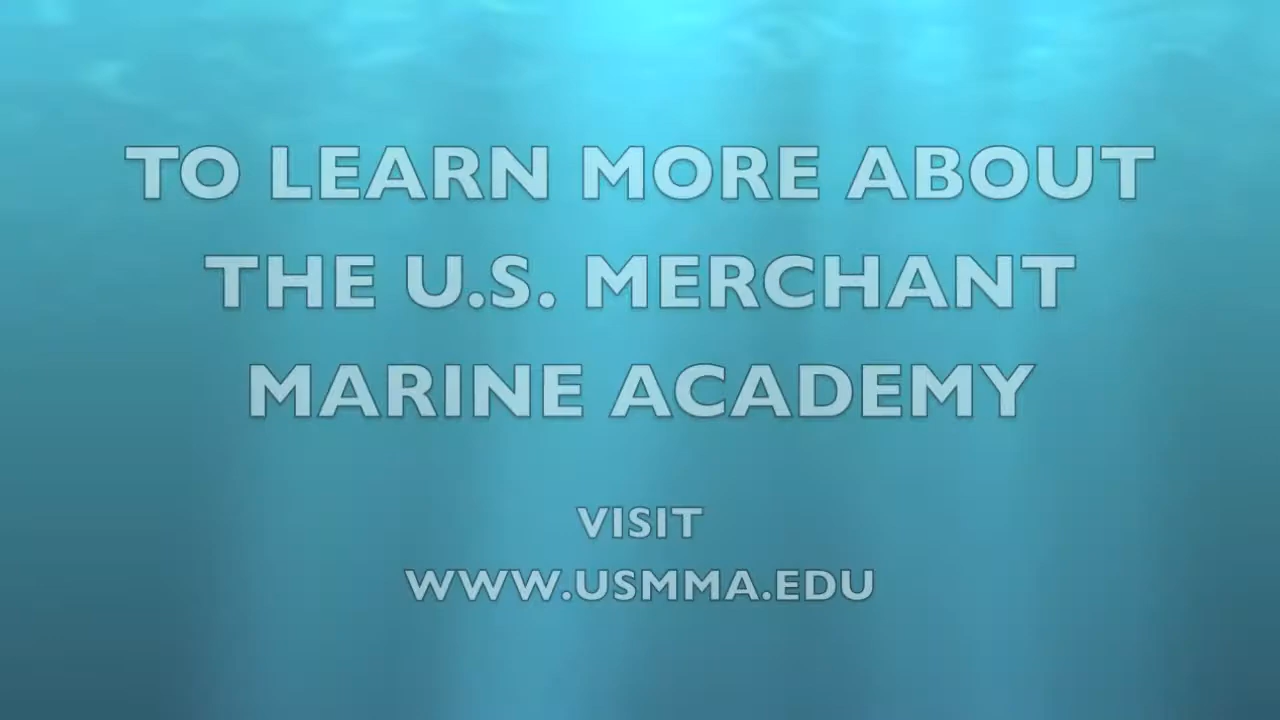 TO LEARN MORE ABOUT
THE U.S. MERCHANT
MARINE ACADEMY
VISIT
WWW.USMMA.EDU